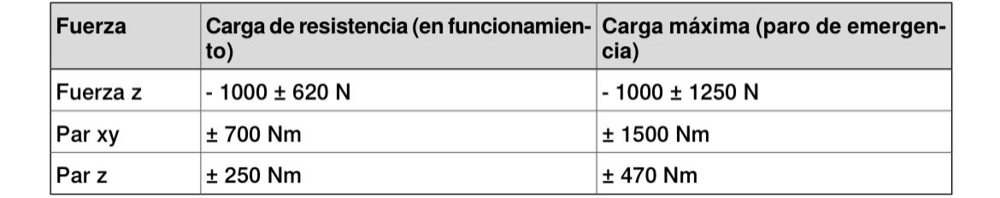 Fuerza Carga de resistencia (en funcionamien- Carga máxima (paro de emergen-
to) cia)
Fuerza z - 1000 ± 620 N - 1000 ± 1250 N
Par xy ± 700 Nm ± 1500 Nm
Par z ± 250 Nm ± 470 Nm